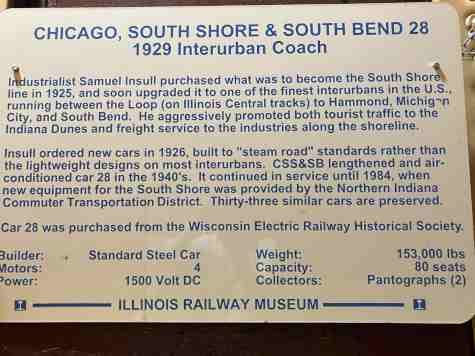 CHICAGO, SOUTH SHORE & SOUTH BEND 28
1929 Interurban Coach
Industrialist Samuel Insull purchased what was to become the South Shore
line in 1925, and soon upgraded it to one of the finest interurbans in the U.S.,
running between the Loop (on Illinois Central tracks) to Hammond, Michigan
City, and South Bend. He aggressively promoted both tourist traffic to the
Indiana Dunes and freight service to the industries along the shoreline.
Insull ordered new cars in 1926, built to "steam road" standards rather than
the lightweight designs on most interurbans. CSS&SB lengthened and air-
conditioned car 28 in the 1940's. It continued in service until 1984, when
new equipment for the South Shore was provided by the Northern Indiana
Commuter Transportation District. Thirty-three similar cars are preserved.
Car 28 was purchased from the Wisconsin Electric Railway Historical Society.
Builder: Standard Steel Car Weight: 153,000 lbs
Motors: 4 Capacity: 80 seats
Power: 1500 Volt DC Collectors: Pantographs (2)
ILLINOIS RAILWAY MUSEUM